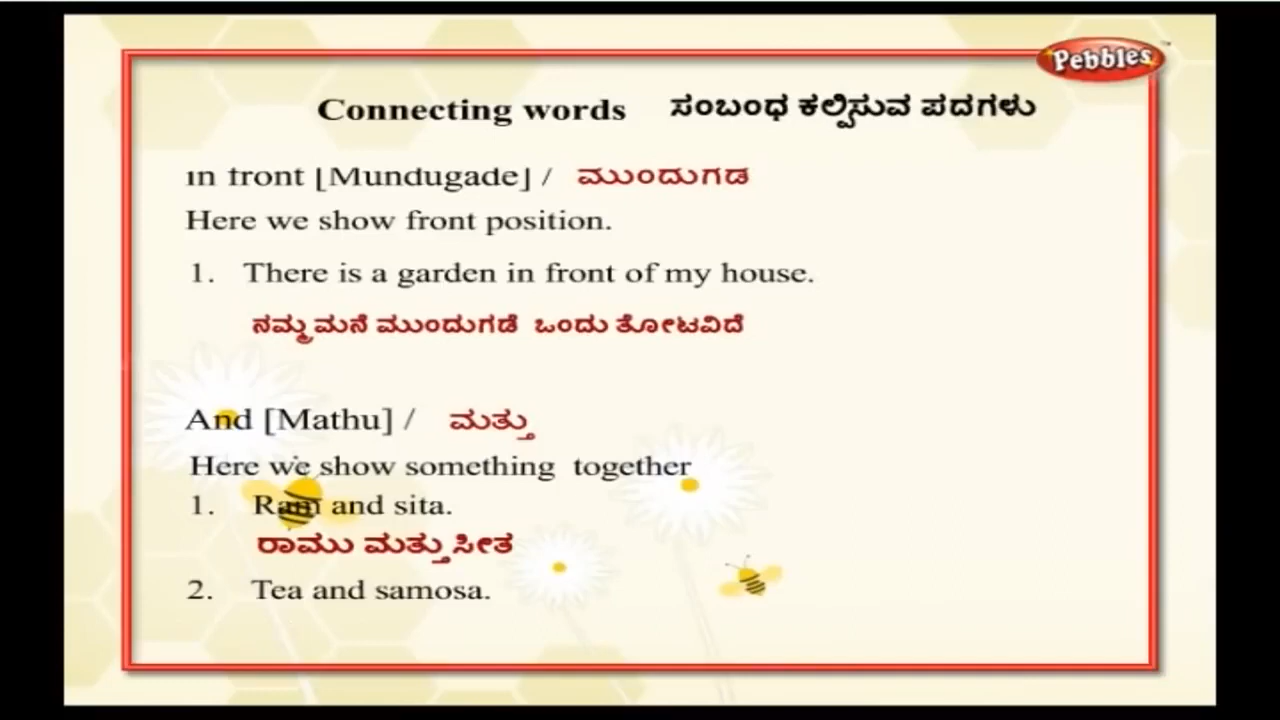 Pebbles™
Connecting words ಸಂಬಂಧ ಕಲ್ಪಿಸುವ ಪದಗಳು
in front [Mundugade] / ಮುಂದುಗಡ
Here we show front position.
1. There is a garden in front of my house.
ನಮ್ಮ ಮನೆ ಮುಂದುಗಡೆ ಒಂದು ತೋಟವಿದೆ
And [Mathu] / ಮತ್ತು
Here we show something together
1. Ram and sita.
ರಾಮು ಮತ್ತು ಸೀತ
2. Tea and samosa.